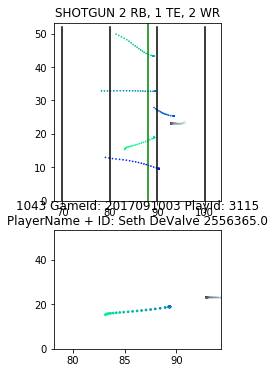 SHOTGUN 2 RB, 1 TE, 2 WR
50
40
30
20
10
0
70 80 90 100
1043 GameId: 2017091003 PlayId: 3115
PlayerName + ID: Seth DeValve 2556365.0
40
20
0
80 85 90